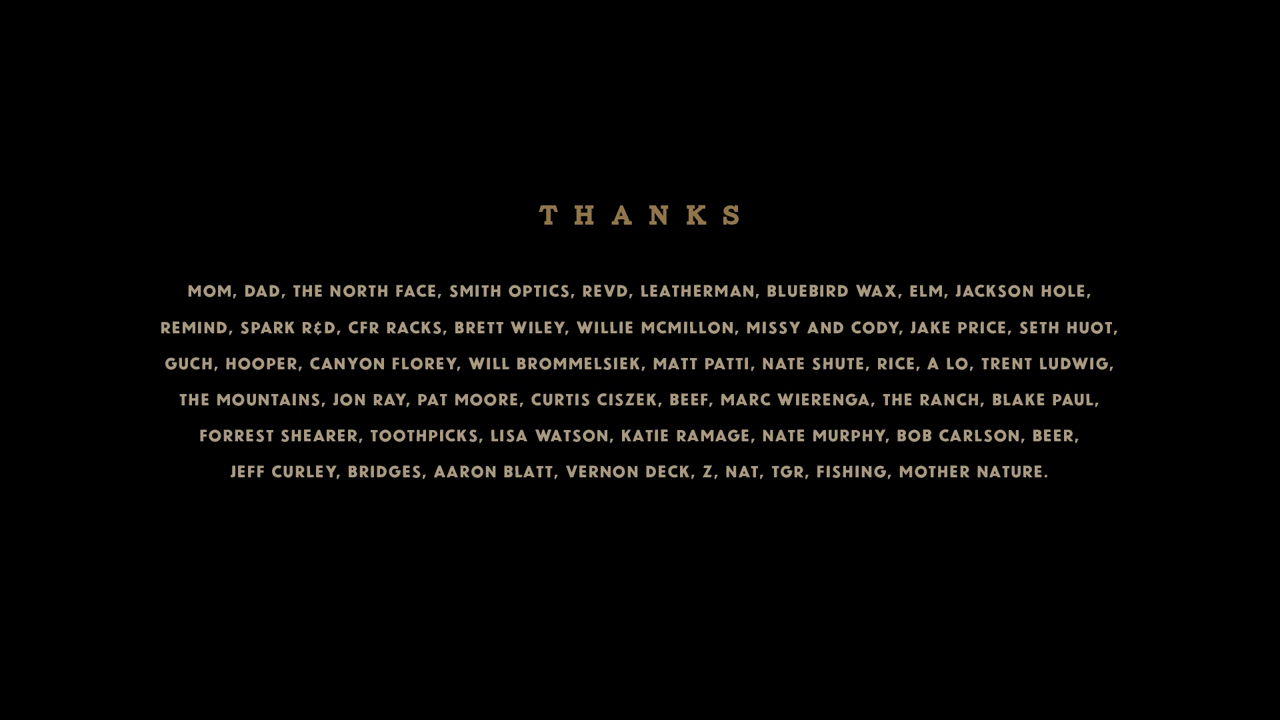 THANKS
MOM, DAD, THE NORTH FACE, SMITH OPTICS, REVD, LEATHERMAN, BLUEBIRD WAX, ELM, JACKSON HOLE,
REMIND, SPARK R&D, CFR RACKS, BRETT WILEY, WILLIE MCMILLON, MISSY AND CODY, JAKE PRICE, SETH HUOT,
GUCH, HOOPER, CANYON FLOREY, WILL BROMMELSIEK, MATT PATTI, NATE SHUTE, RICE, A LO, TRENT LUDWIG,
THE MOUNTAINS, JON RAY, PAT MOORE, CURTIS CISZEK, BEEF, MARC WIERENGA, THE RANCH, BLAKE PAUL,
FORREST SHEARER, TOOTHPICKS, LISA WATSON, KATIE RAMAGE, NATE MURPHY, BOB CARLSON, BEER,
JEFF CURLEY, BRIDGES, AARON BLATT, VERNON DECK, Z, NAT, TGR, FISHING, MOTHER NATURE.